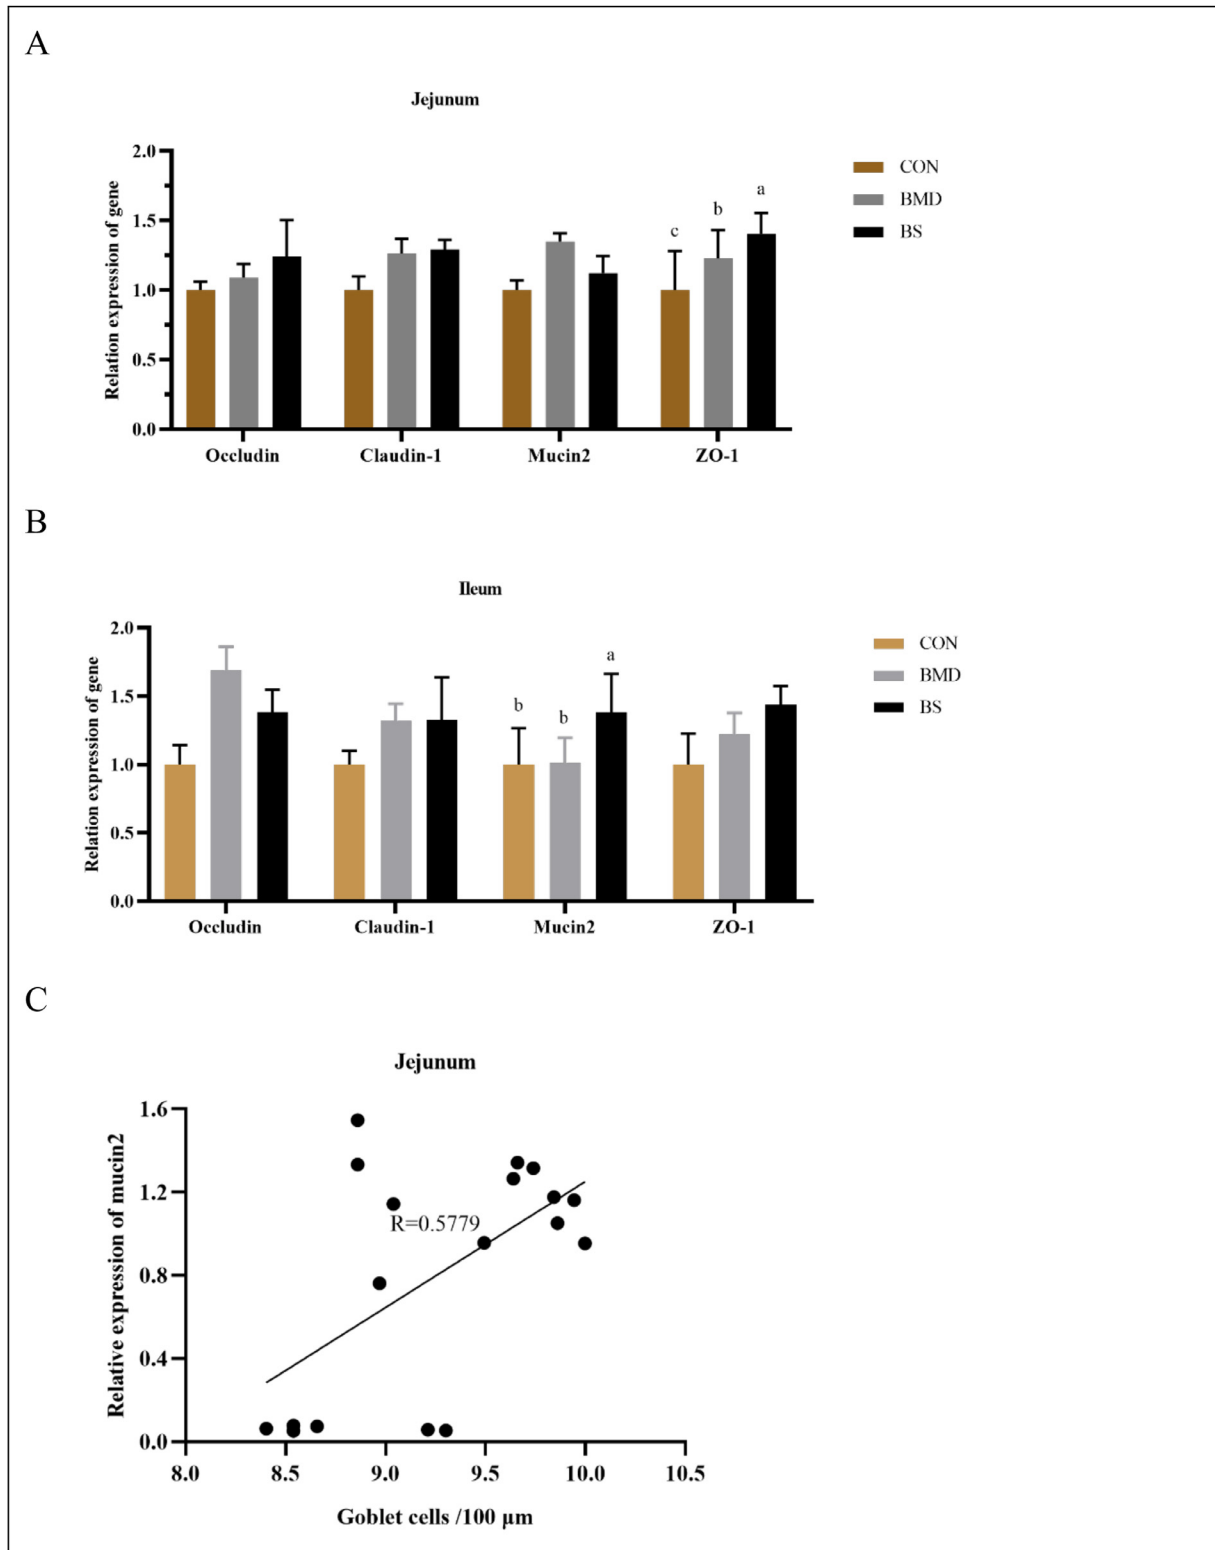 A
Jejunum
Relation expression of gene
2.0
1.5
1.0
0.5
0.0
c
b
a
Occludin
Claudin-1
Mucin2
ZO-1
CON
BMD
BS
B
Ileum
Relation expression of gene
2.0
1.5
1.0
0.5
0.0
b
b
a
Occludin
Claudin-1
Mucin2
ZO-1
CON
BMD
BS
C
Jejunum
Relative expression of mucin2
1.6
1.2
0.8
0.4
0.0
R=0.5779
8.0
8.5
9.0
9.5
10.0
10.5
Goblet cells /100 μm